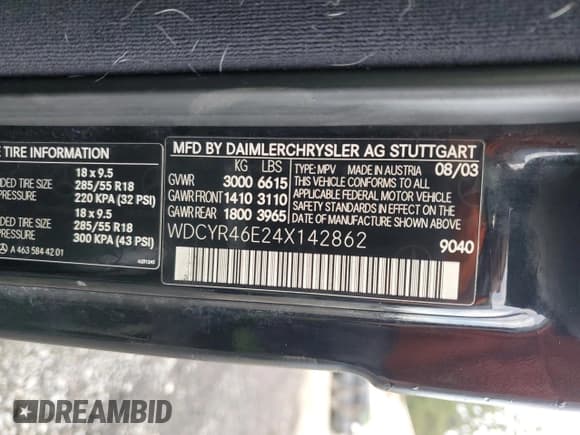 E TIRE INFORMATION
18 x 9.5
DED TIRE SIZE 285/55 R18
DED TIRE PRESSURE 220 KPA (32 PSI)
18 x 9.5
DED TIRE SIZE 285/55 R18
300 KPA (43 PSI)
A 463 584 42 01
MFD BY DAIMLERCHRYSLER AG STUTTGART
KG LBS
GVWR 3000 6615
GAWR FRONT 1410 3110
GAWR REAR 1800 3965
TYPE: MPV MADE IN AUSTRIA 08/03
THIS VEHICLE CONFORMS TO ALL
APPLICABLE FEDERAL MOTOR VEHICLE
SAFETY STANDARDS IN EFFECT ON THE
DATE OF MANUFACTURE SHOWN ABOVE.
WDCYR46E24X142862
9040
DREAMBID